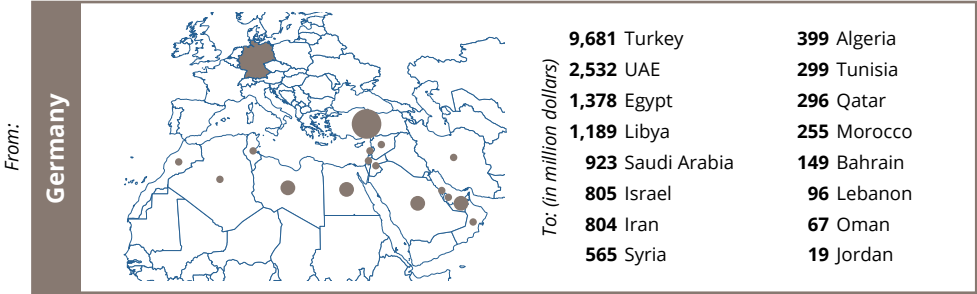 From:
Germany
To: (in million dollars)
9,681 Turkey
2,532 UAE
1,378 Egypt
1,189 Libya
923 Saudi Arabia
805 Israel
804 Iran
565 Syria
399 Algeria
299 Tunisia
296 Qatar
255 Morocco
149 Bahrain
96 Lebanon
67 Oman
19 Jordan